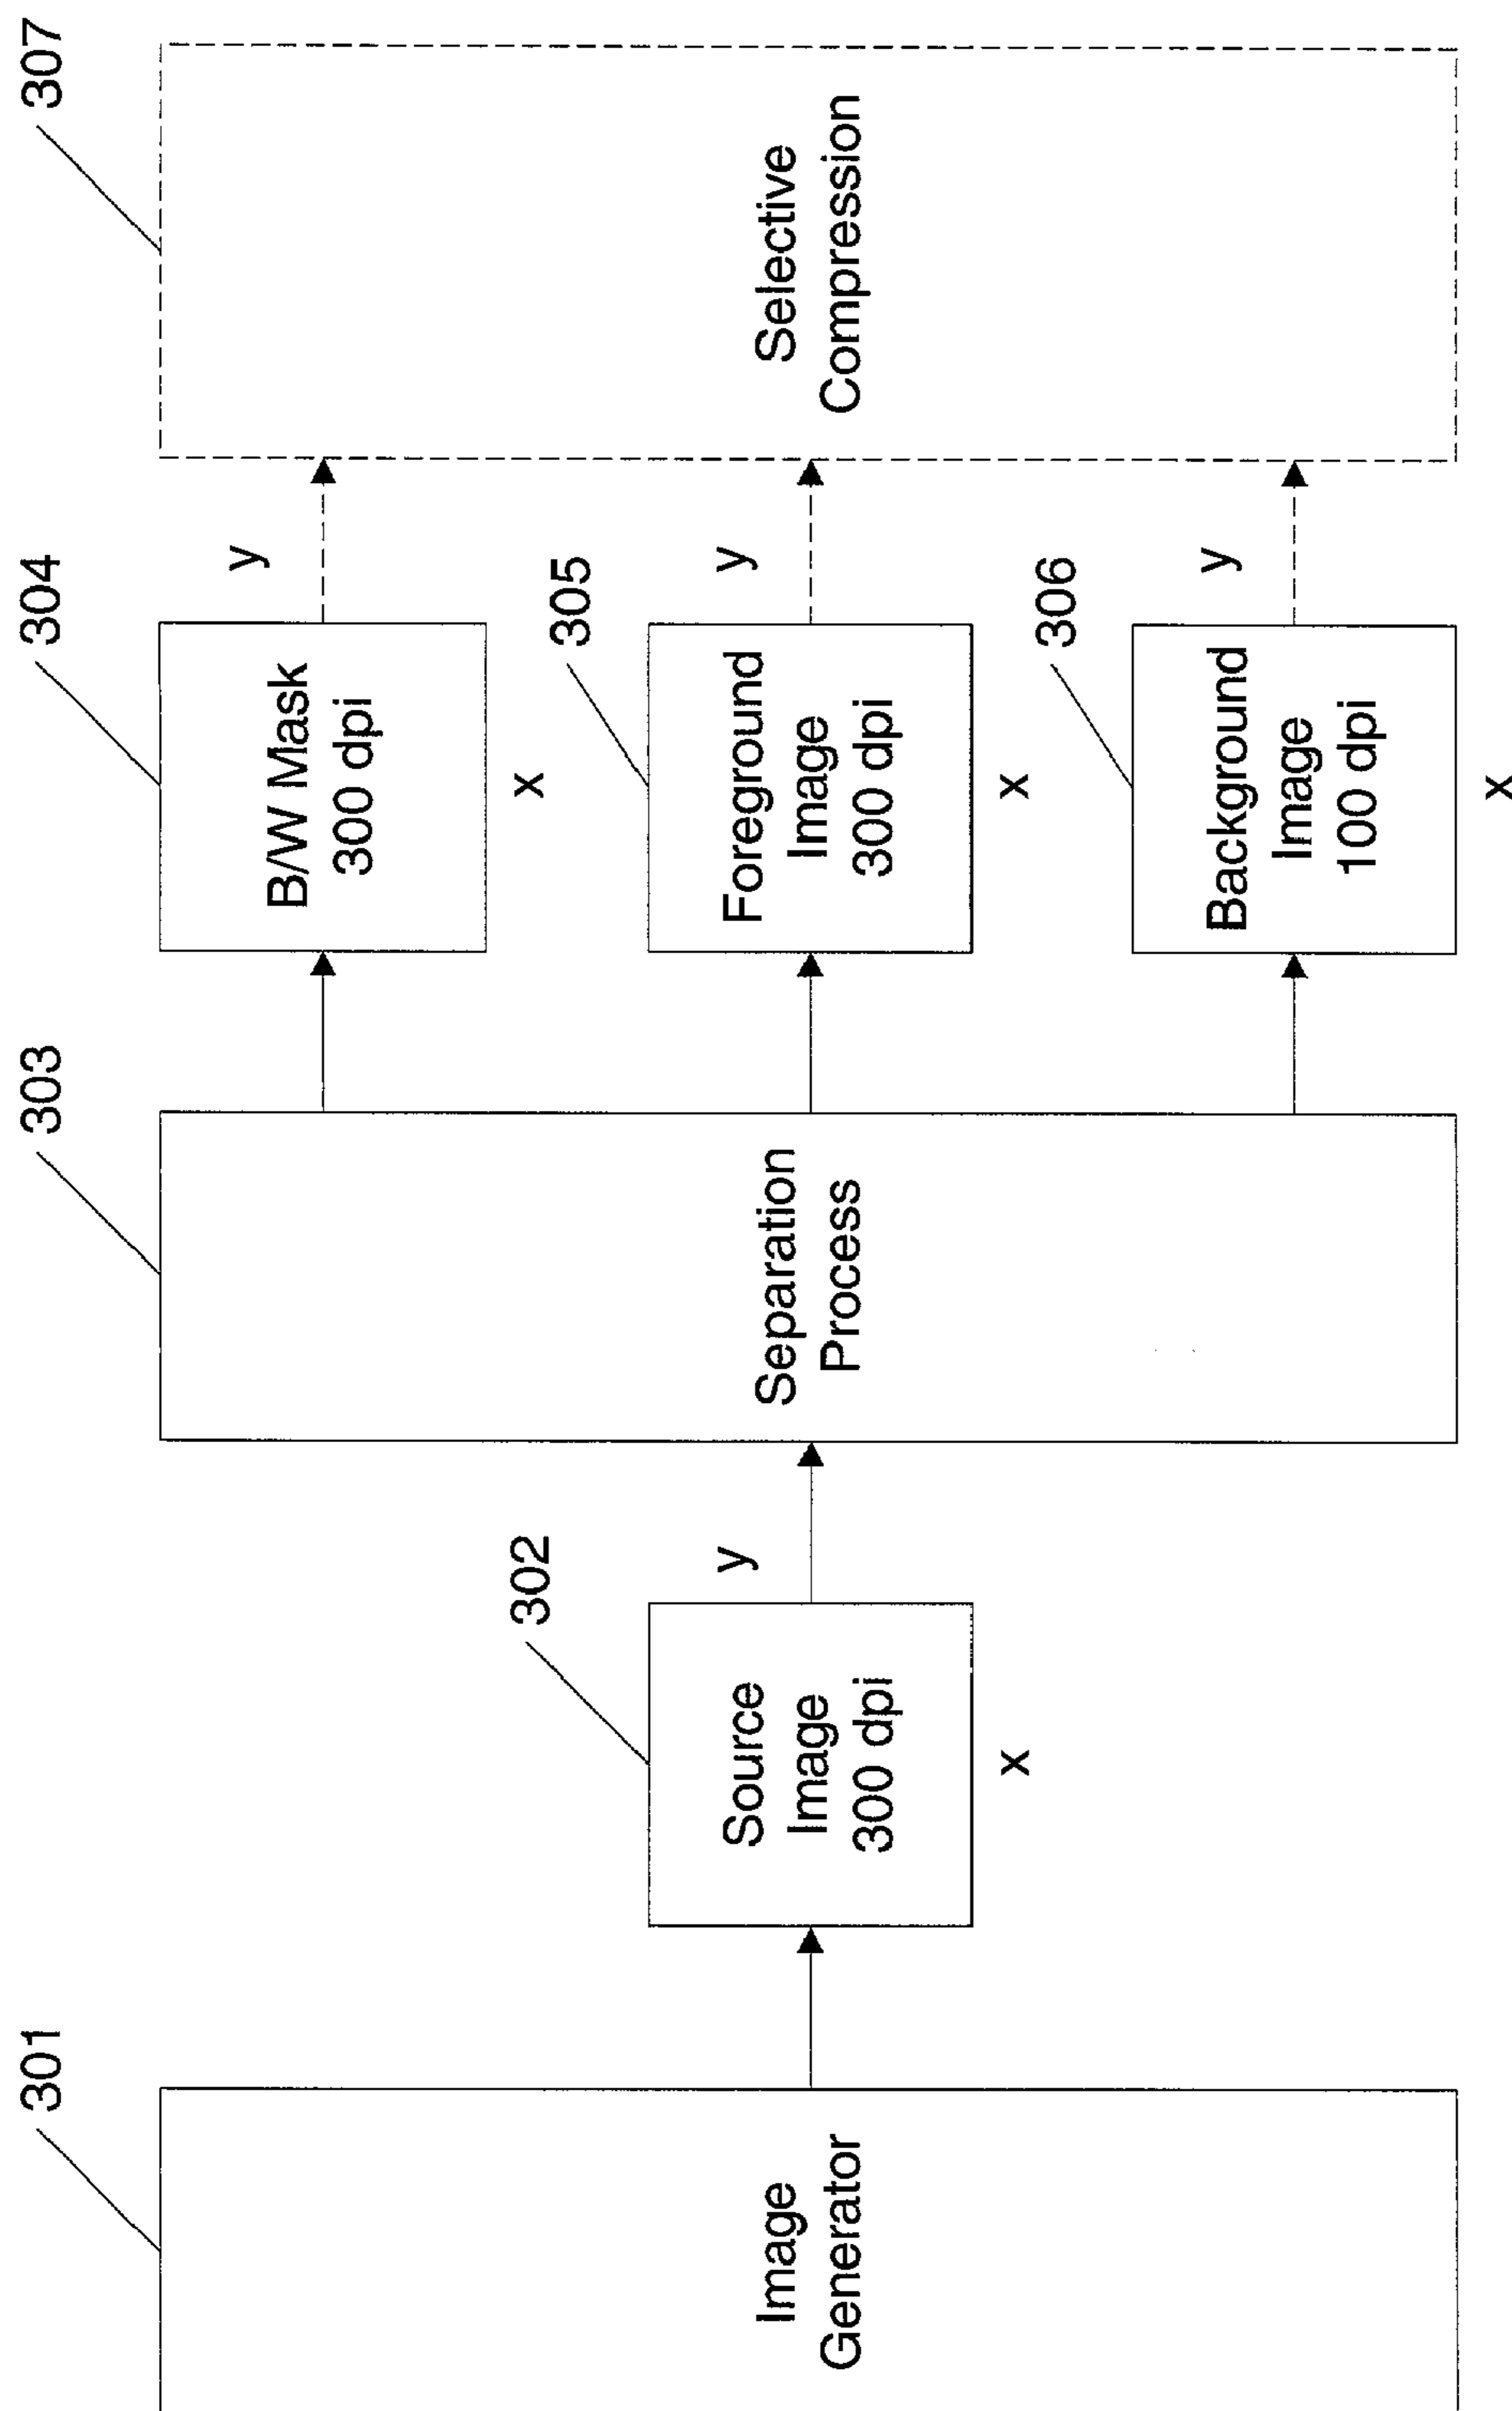 301
Image
Generator
302
Source
Image
300 dpi
y
x
303
Separation
Process
304
B/W Mask
300 dpi
y
x
305
Foreground
Image
300 dpi
y
x
306
Background
Image
100 dpi
y
x
307
Selective
Compression